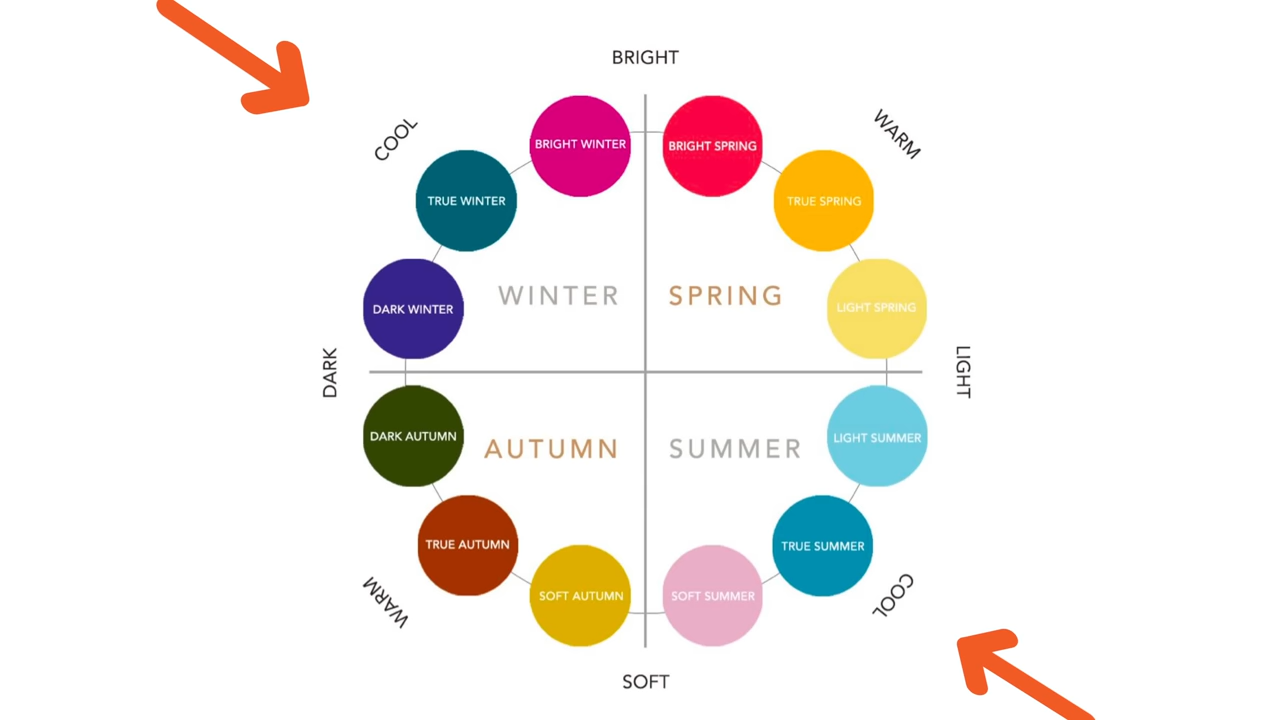 BRIGHT
COOL
WARM
BRIGHT WINTER
BRIGHT SPRING
TRUE WINTER
TRUE SPRING
DARK WINTER
WINTER
SPRING
LIGHT SPRING
DARK
LIGHT
DARK AUTUMN
AUTUMN
SUMMER
LIGHT SUMMER
TRUE AUTUMN
TRUE SUMMER
SOFT AUTUMN
SOFT SUMMER
WARM
COOL
SOFT